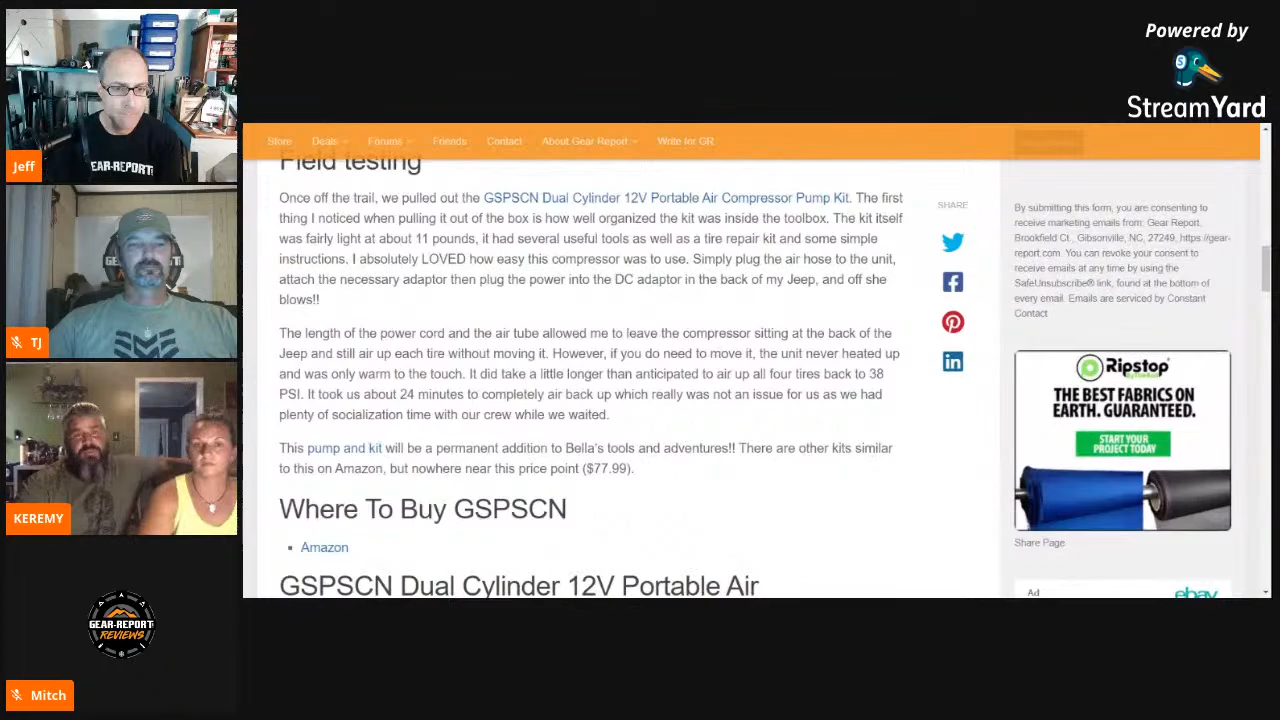 Powered by
StreamYard
GEAR-REPORT
Jeff
TJ
KEREMY
GEAR-REPORT
REVIEWS
Mitch
Store
Deals
Forums
Friends
Contact
About Gear Report
Write for GR
Field testing
Once off the trail, we pulled out the GSPSCN Dual Cylinder 12V Portable Air Compressor Pump Kit. The first
thing I noticed when pulling it out of the box is how well organized the kit was inside the toolbox. The kit itself
was fairly light at about 11 pounds, it had several useful tools as well as a tire repair kit and some simple
instructions. I absolutely LOVED how easy this compressor was to use. Simply plug the air hose to the unit,
attach the necessary adaptor then plug the power into the DC adaptor in the back of my Jeep, and off she
blows!!
The length of the power cord and the air tube allowed me to leave the compressor sitting at the back of the
Jeep and still air up each tire without moving it. However, if you do need to move it, the unit never heated up
and was only warm to the touch. It did take a little longer than anticipated to air up all four tires back to 38
PSI. It took us about 24 minutes to completely air back up which really was not an issue for us as we had
plenty of socialization time with our crew while we waited.
This pump and kit will be a permanent addition to Bella's tools and adventures!! There are other kits similar
to this on Amazon, but nowhere near this price point ($77.99).
Where To Buy GSPSCN
Amazon
GSPSCN Dual Cylinder 12V Portable Air
SHARE
By submitting this form, you are consenting to
receive marketing emails from: Gear Report,
Brookfield Ct., Gibsonville, NC, 27249, https://gear-
report.com. You can revoke your consent to
receive emails at any time by using the
SafeUnsubscribe® link, found at the bottom of
every email. Emails are serviced by Constant
Contact
Ripstop
THE BEST FABRICS ON
EARTH. GUARANTEED.
START YOUR
PROJECT TODAY
Share Page
Ad
ebay